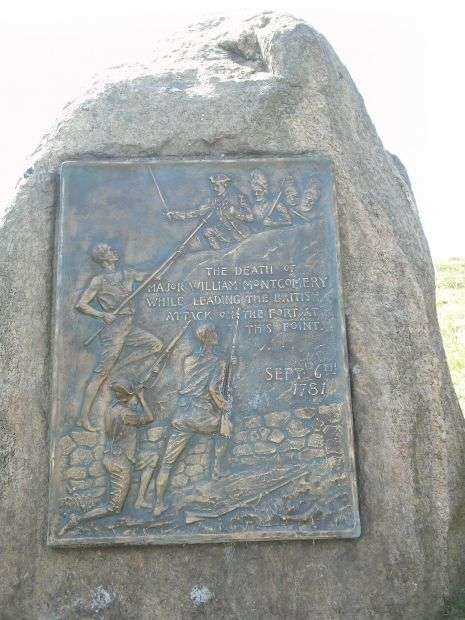 THE DEATH OF
MAJOR WILLIAM MONTGOMERY
WHILE LEADING THE BRITISH
ATTACK ON THE FORT AT
THIS POINT.
SEPT. 6TH
1781